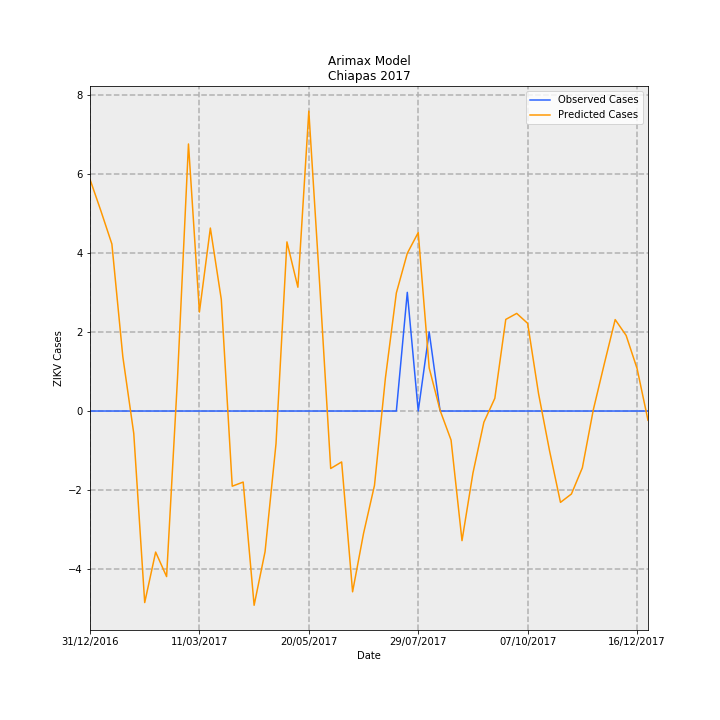 Arimax Model
Chiapas 2017
Observed Cases
Predicted Cases
8
6
4
2
0
−2
−4
ZIKV Cases
31/12/2016 11/03/2017 20/05/2017 29/07/2017 07/10/2017 16/12/2017
Date